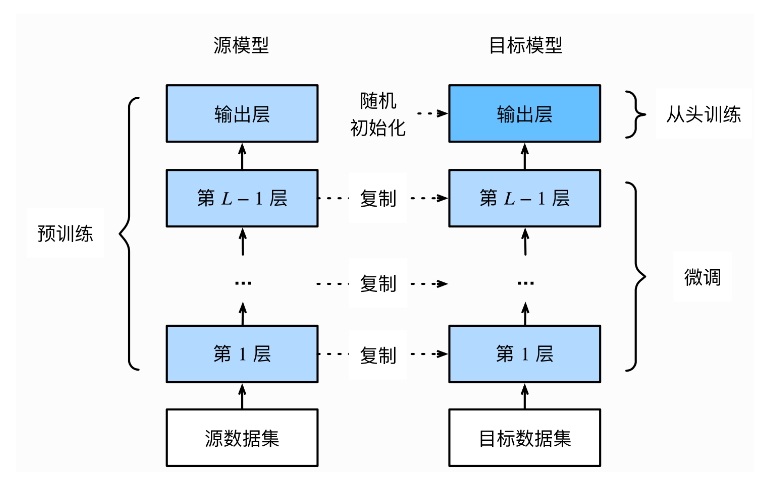 源模型
目标模型
输出层
随机
初始化
输出层
从头训练
第 L − 1 层
复制
第 L − 1 层
预训练
...
复制
...
微调
第 1 层
复制
第 1 层
源数据集
目标数据集